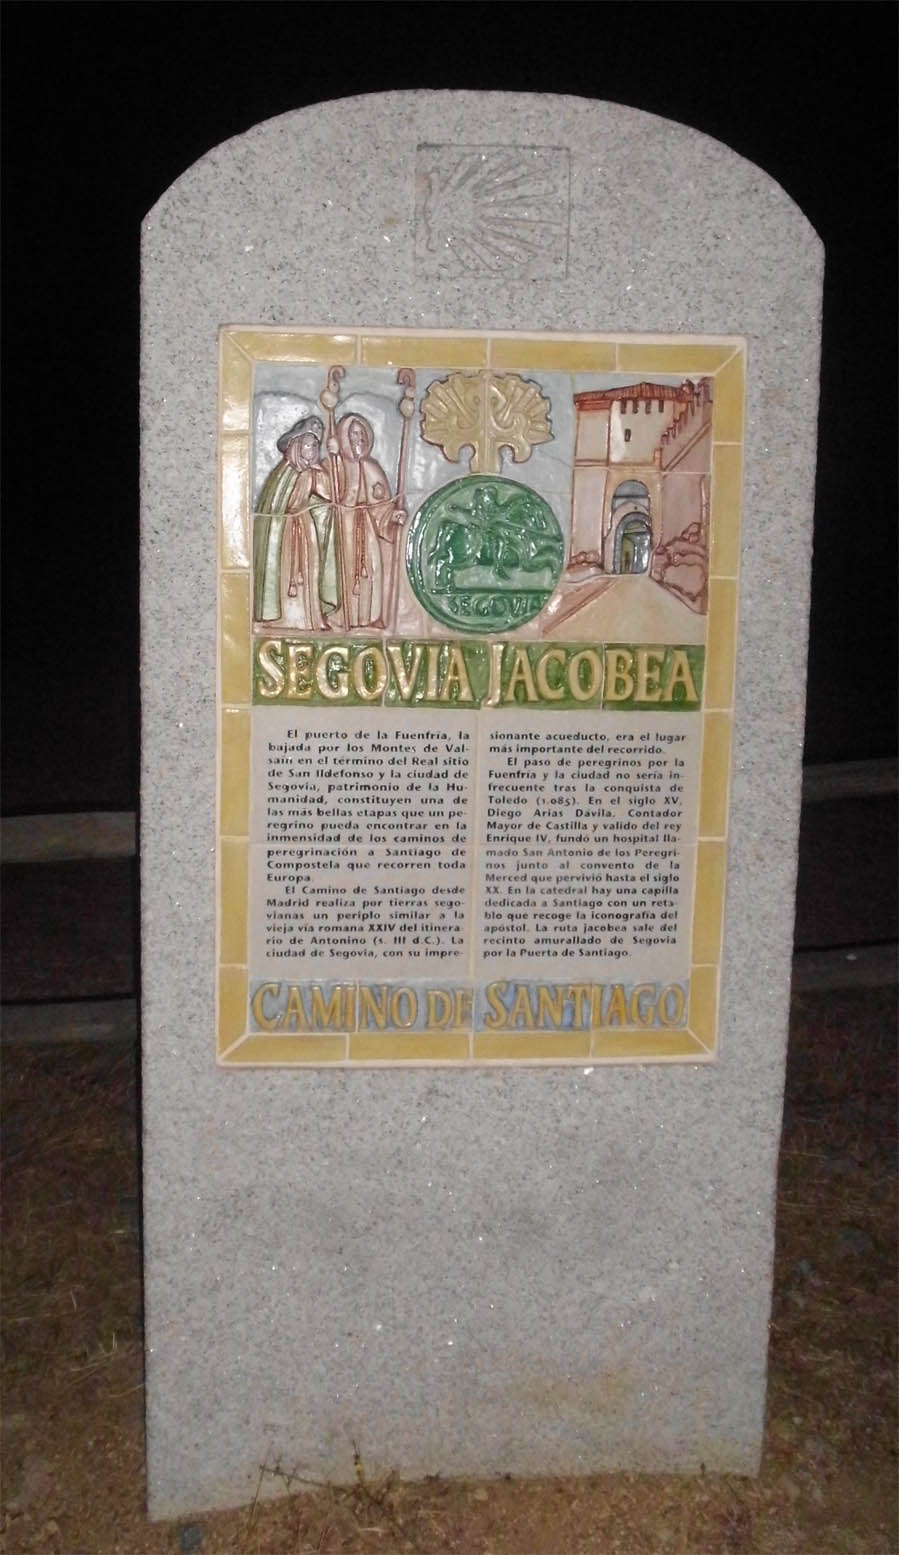 SEGOVIA
SEGOVIA JACOBEA
El puerto de la Fuenfría, la
bajada por los Montes de Val-
saín en el término del Real sitio
de San Ildefonso y la ciudad de
Segovia, patrimonio de la Hu-
manidad, constituyen una de
las más bellas etapas que un pe-
regrino pueda encontrar en la
inmensidad de los caminos de
peregrinación a Santiago de
Compostela que recorren toda
Europa.
El Camino de Santiago desde
Madrid realiza por tierras sego-
vianas un periplo similar a la
vieja vía romana XXIV del itinera-
rio de Antonino (s. III d.C.). La
ciudad de Segovia, con su impre-
sionante acueducto, era el lugar
más importante del recorrido.
El paso de peregrinos por la
Fuenfría y la ciudad no sería in-
frecuente tras la conquista de
Toledo (1.085). En el siglo XV,
Diego Arias Dávila, Contador
Mayor de Castilla y valido del rey
Enrique IV, fundó un hospital lla-
mado San Antonio de los Peregri-
nos junto al convento de la
Merced que pervivió hasta el siglo
XX. En la catedral hay una capilla
dedicada a Santiago con un reta-
blo que recoge la iconografía del
apóstol. La ruta jacobea sale del
recinto amurallado de Segovia
por la Puerta de Santiago.
CAMINO DE SANTIAGO